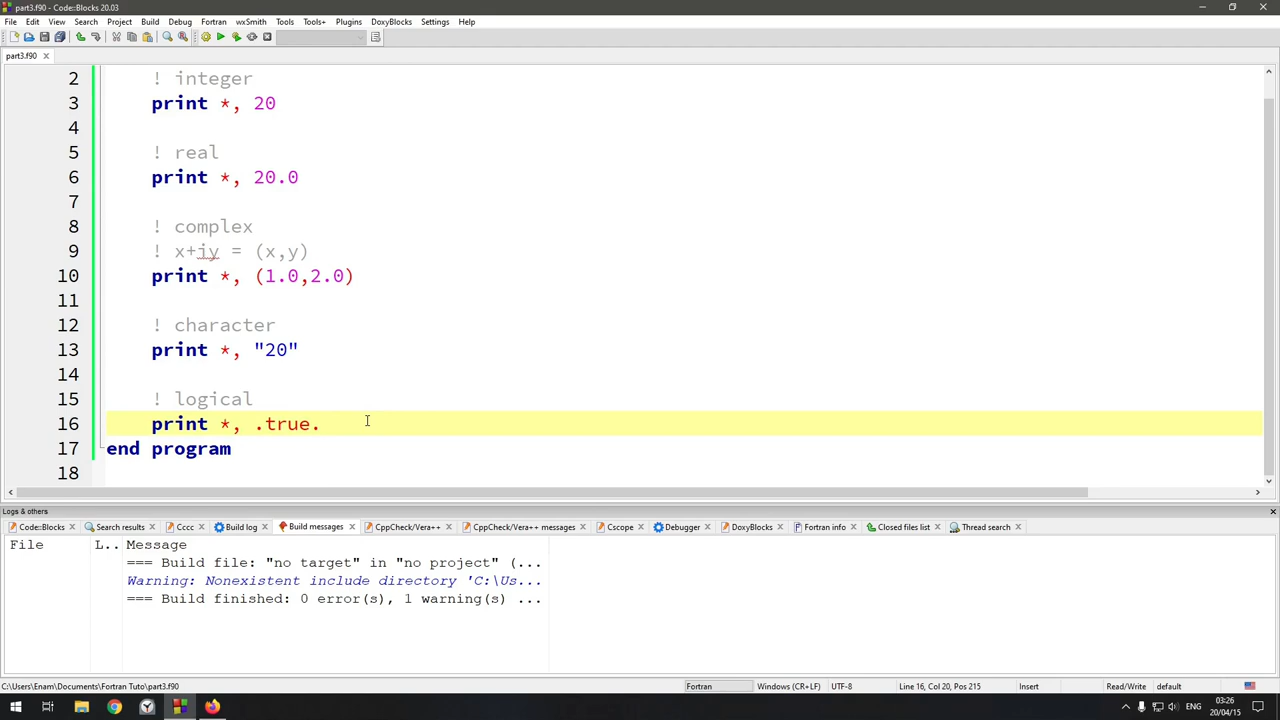 part3.f90 - Code::Blocks 20.03
File Edit View Search Project Build Debug Fortran wxSmith Tools Tools+ Plugins DoxyBlocks Settings Help
part3.f90
2 ! integer
3 print *, 20
4
5 ! real
6 print *, 20.0
7
8 ! complex
9 ! x+iy = (x,y)
10 print *, (1.0,2.0)
11
12 ! character
13 print *, "20"
14
15 ! logical
16 print *, .true.
17 end program
18
Logs & others
Code::Blocks Search results Cccc Build log Build messages CppCheck/Vera++ CppCheck/Vera++ messages Cscope Debugger DoxyBlocks Fortran info Closed files list Thread search
File L.. Message
=== Build file: "no target" in "no project" (...
Warning: Nonexistent include directory 'C:\Us...
=== Build finished: 0 error(s), 1 warning(s) ...
C:\Users\Enam\Documents\Fortran Tuto\part3.f90 Fortran Windows (CR+LF) UTF-8 Line 16, Col 20, Pos 215 Insert Read/Write default
ENG 03:26
20/04/15